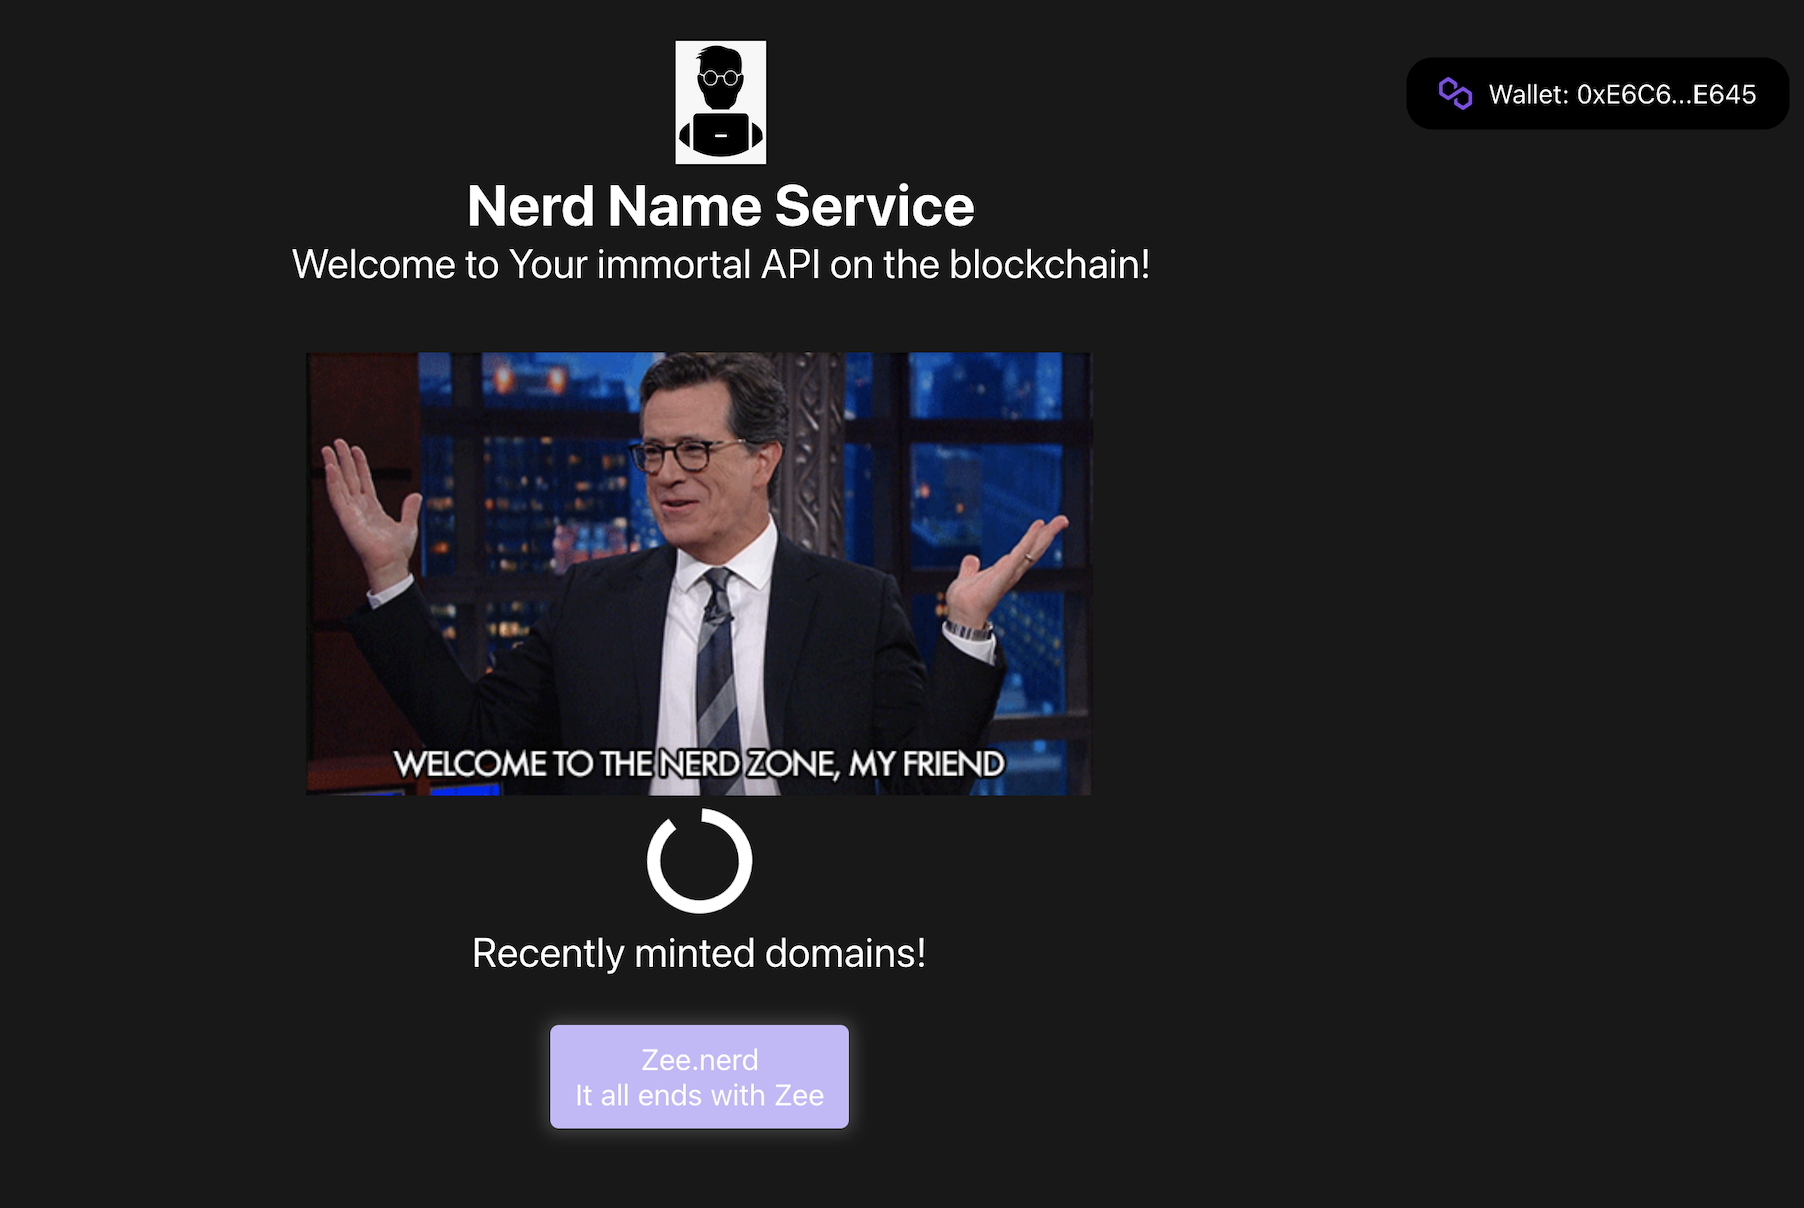 Wallet: 0xE6C6...E645
Nerd Name Service
Welcome to Your immortal API on the blockchain!
WELCOME TO THE NERD ZONE, MY FRIEND
Recently minted domains!
Zee.nerd
It all ends with Zee